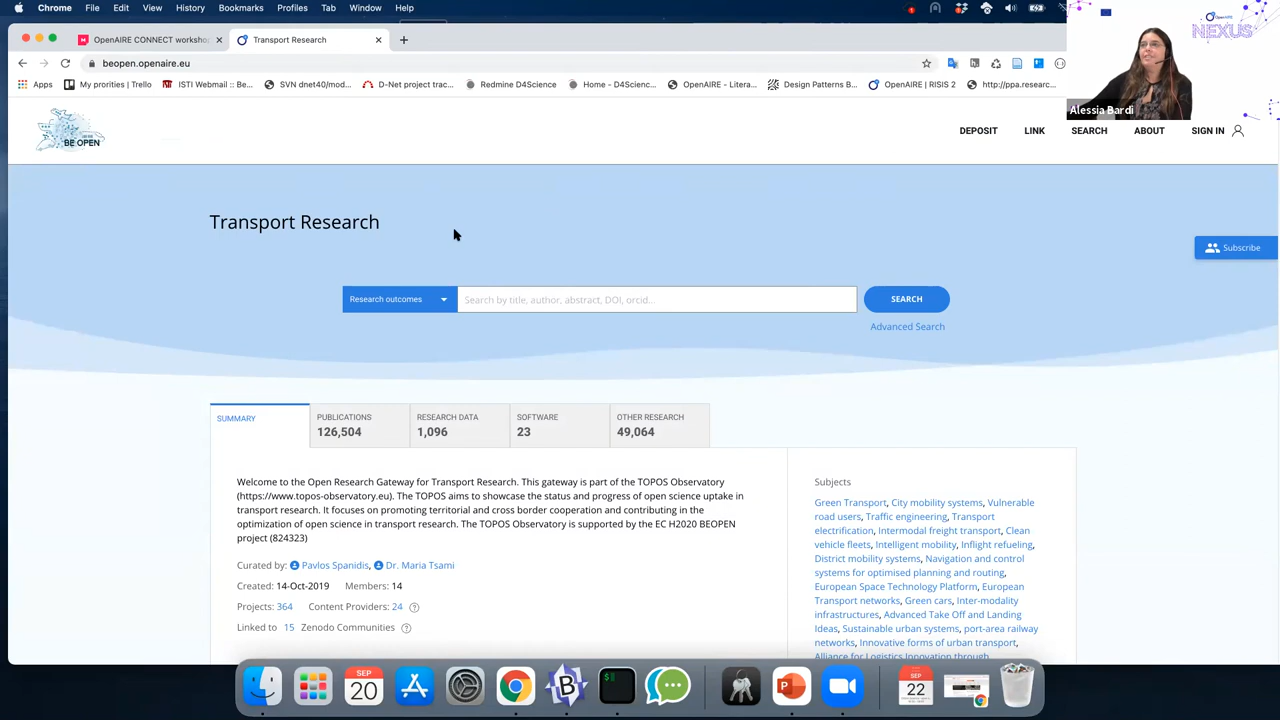 Chrome File Edit View History Bookmarks Profiles Tab Window Help
OpenAIRE
NEXUS
OpenAIRE CONNECT worksho
Transport Research
beopen.openaire.eu
Apps My prorities | Trello ISTI Webmail :: Be... SVN dnet40/mod... D-Net project trac... Redmine D4Science Home - D4Scienc... OpenAIRE - Litera... Design Patterns B... OpenAIRE | RISIS 2 http://ppa.researc...
Alessia Bardi
BE OPEN
DEPOSIT LINK SEARCH ABOUT SIGN IN
Transport Research
Subscribe
Research outcomes Search by title, author, abstract, DOI, orcid... SEARCH
Advanced Search
SUMMARY PUBLICATIONS RESEARCH DATA SOFTWARE OTHER RESEARCH
126,504 1,096 23 49,064
Welcome to the Open Research Gateway for Transport Research. This gateway is part of the TOPOS Observatory
(https://www.topos-observatory.eu). The TOPOS aims to showcase the status and progress of open science uptake in
transport research. It focuses on promoting territorial and cross border cooperation and contributing in the
optimization of open science in transport research. The TOPOS Observatory is supported by the EC H2020 BEOPEN
project (824323)
Curated by: Pavlos Spanidis, Dr. Maria Tsami
Created: 14-Oct-2019 Members: 14
Projects: 364 Content Providers: 24
Linked to 15 Zenodo Communities
Subjects
Green Transport, City mobility systems, Vulnerable
road users, Traffic engineering, Transport
electrification, Intermodal freight transport, Clean
vehicle fleets, Intelligent mobility, Inflight refueling,
District mobility systems, Navigation and control
systems for optimised planning and routing,
European Space Technology Platform, European
Transport networks, Green cars, Inter-modality
infrastructures, Advanced Take Off and Landing
Ideas, Sustainable urban systems, port-area railway
networks, Innovative forms of urban transport,
Alliance for Logistics Innovation through
SEP
20
SEP
22